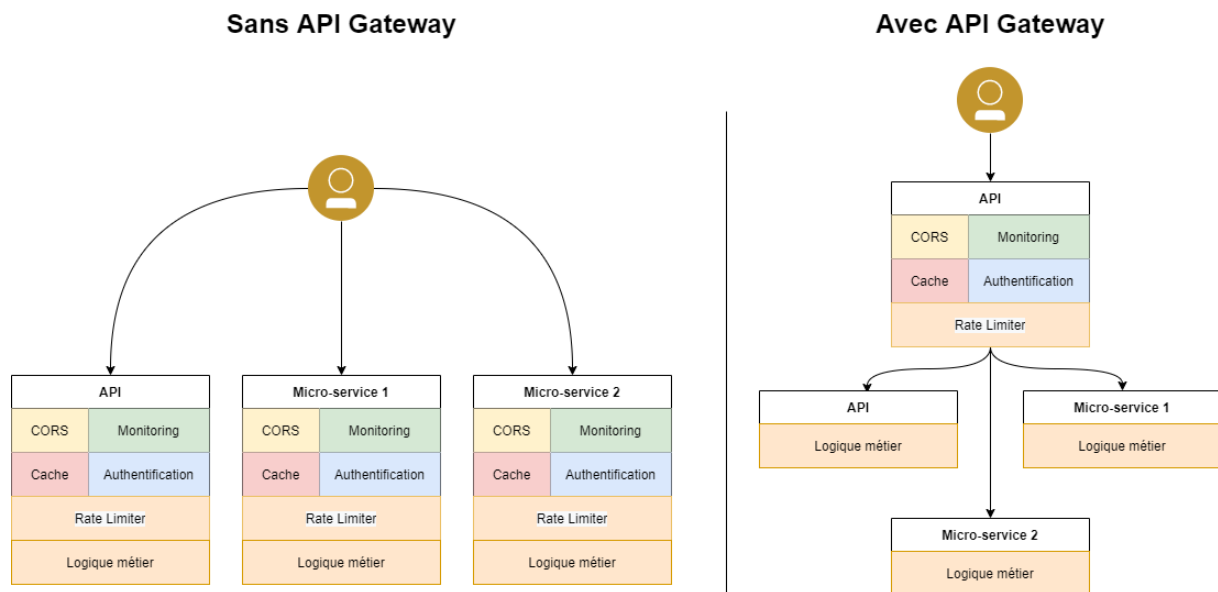 Sans API Gateway
API
CORS
Monitoring
Cache
Authentification
Rate Limiter
Logique métier
Micro-service 1
CORS
Monitoring
Cache
Authentification
Rate Limiter
Logique métier
Micro-service 2
CORS
Monitoring
Cache
Authentification
Rate Limiter
Logique métier
Avec API Gateway
API
CORS
Monitoring
Cache
Authentification
Rate Limiter
API
Logique métier
Micro-service 1
Logique métier
Micro-service 2
Logique métier